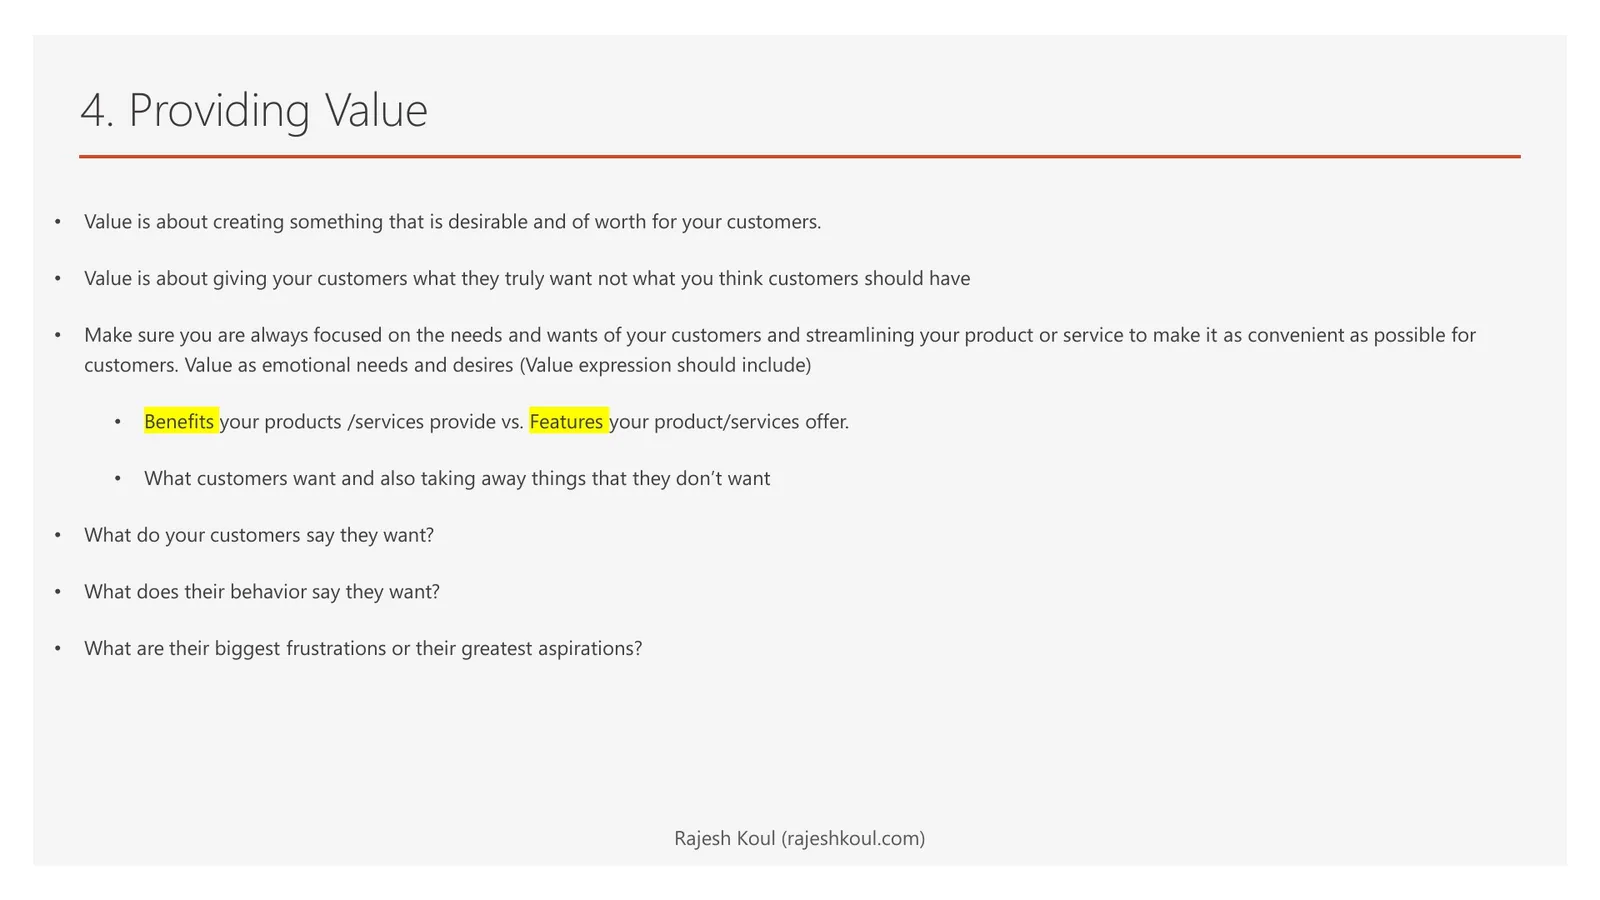 4. Providing Value
• Value is about creating something that is desirable and of worth for your customers.
• Value is about giving your customers what they truly want not what you think customers should have
• Make sure you are always focused on the needs and wants of your customers and streamlining your product or service to make it as convenient as possible for
customers. Value as emotional needs and desires (Value expression should include)
• Benefits your products /services provide vs. Features your product/services offer.
• What customers want and also taking away things that they don’t want
• What do your customers say they want?
• What does their behavior say they want?
• What are their biggest frustrations or their greatest aspirations?
Rajesh Koul (rajeshkoul.com)